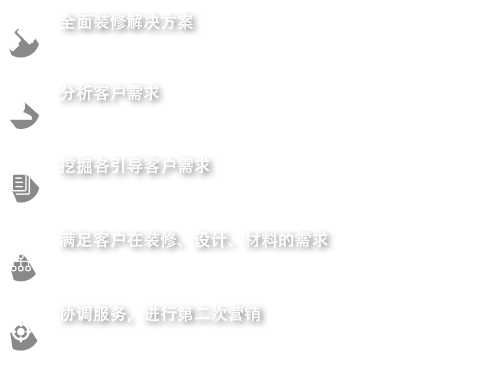 全面装修解决方案
分析客户需求
挖掘各引导客户需求
满足客户在装修、设计、材料的需求
协调服务，进行第二次营销